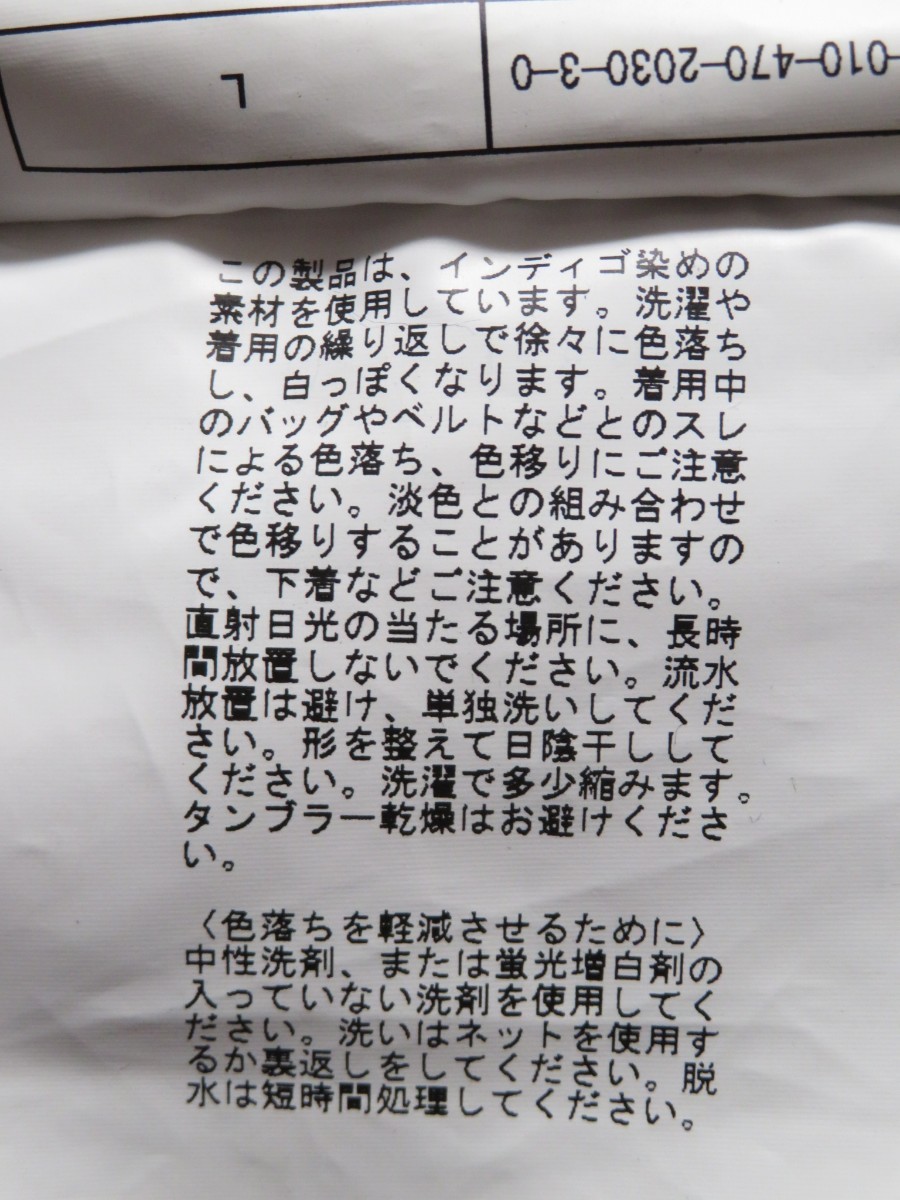 L
-010-470-2030-3-0
この製品は、インディゴ染めの
素材を使用しています。洗濯や
着用の繰り返しで徐々に色落ち
し、白っぽくなります。着用中
のバッグやベルトなどとのスレ
による色落ち、色移りにご注意
ください。淡色との組み合わせ
で色移りすることがありますの
で、下着などご注意ください。
直射日光の当たる場所に、長時
間放置しないでください。流水
放置は避け、単独洗いしてくだ
さい。形を整えて日陰干しして
ください。洗濯で多少縮みます。
タンブラー乾燥はお避けくださ
い。
〈色落ちを軽減させるために〉
中性洗剤、または蛍光増白剤の
入っていない洗剤を使用してく
ださい。洗いはネットを使用す
るか裏返しをしてください。脱
水は短時間処理してください。